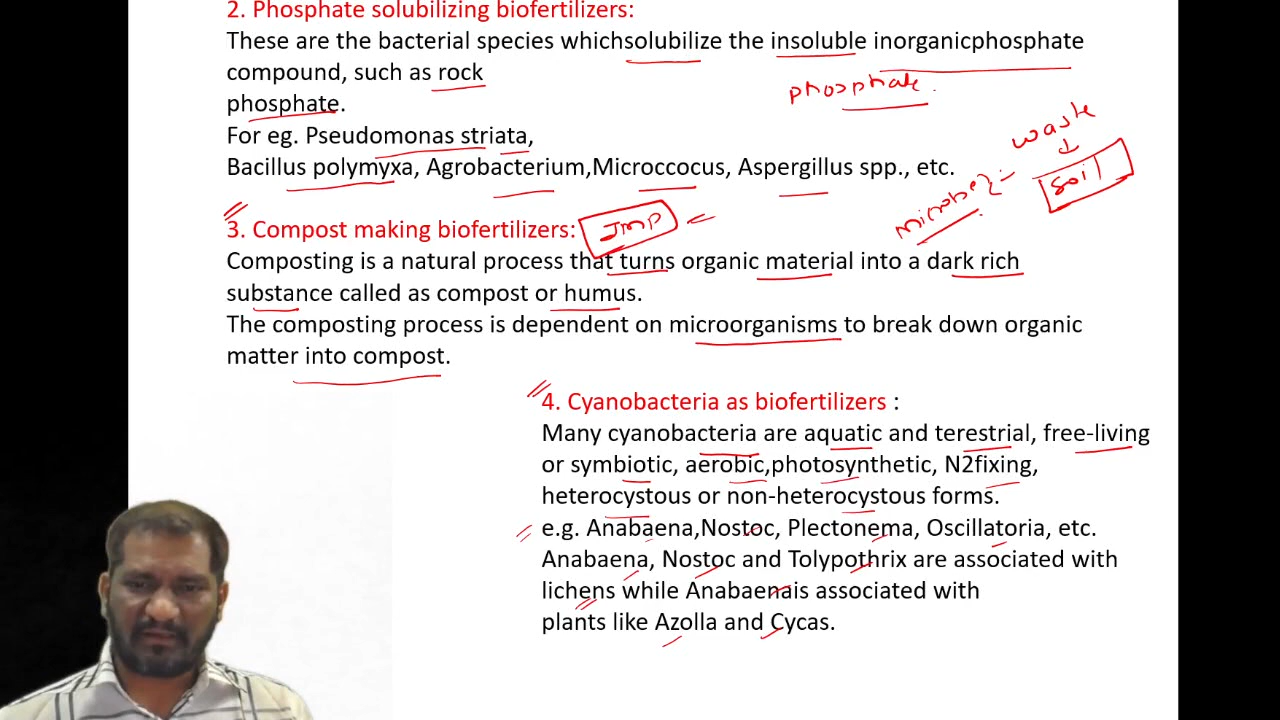 2. Phosphate solubilizing biofertilizers:
These are the bacterial species whichsolubilize the insoluble inorganicphosphate
compound, such as rock
phosphate.
phosphate.
For eg. Pseudomonas striata,
Bacillus polymyxa, Agrobacterium,Microccocus, Aspergillus spp., etc.
waste
↓
soil
microbez
3. Compost making biofertilizers:
Imp
Composting is a natural process that turns organic material into a dark rich
substance called as compost or humus.
The composting process is dependent on microorganisms to break down organic
matter into compost.
4. Cyanobacteria as biofertilizers :
Many cyanobacteria are aquatic and terestrial, free-living
or symbiotic, aerobic,photosynthetic, N2fixing,
heterocystous or non-heterocystous forms.
e.g. Anabaena,Nostoc, Plectonema, Oscillatoria, etc.
Anabaena, Nostoc and Tolypothrix are associated with
lichens while Anabaenais associated with
plants like Azolla and Cycas.